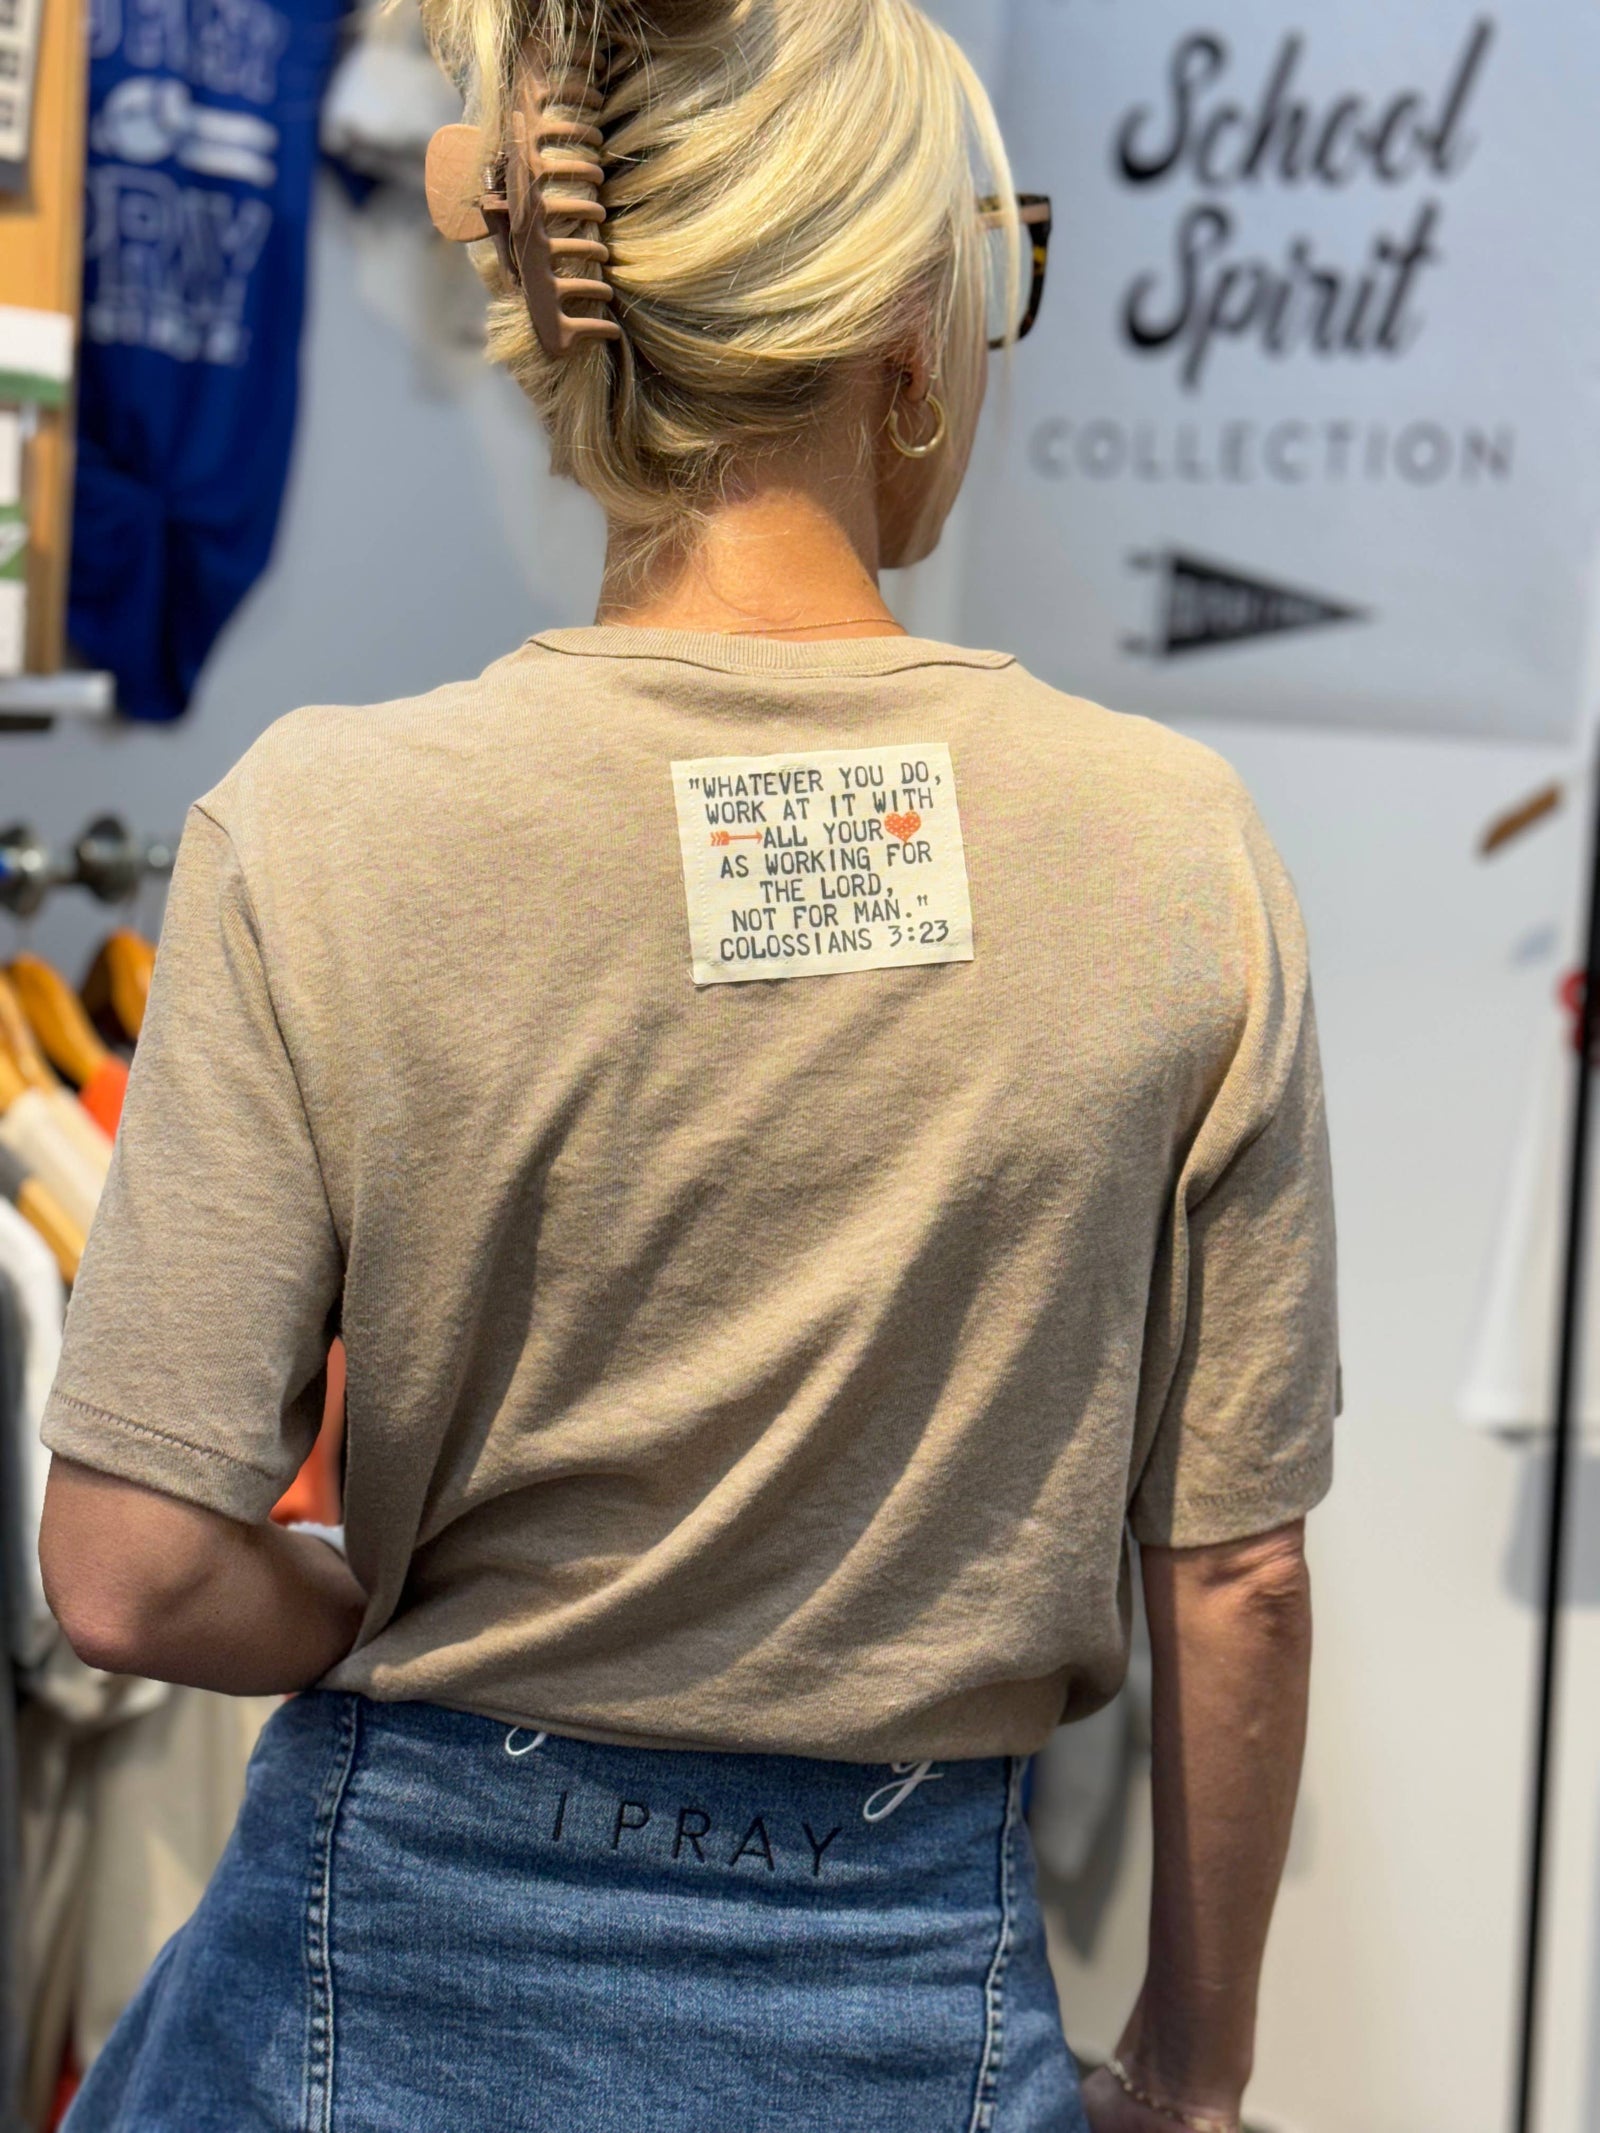 School
Spirit
COLLECTION
"WHATEVER YOU DO,
WORK AT IT WITH
ALL YOUR
AS WORKING FOR
THE LORD,
NOT FOR MAN."
COLOSSIANS 3:23
I PRAY